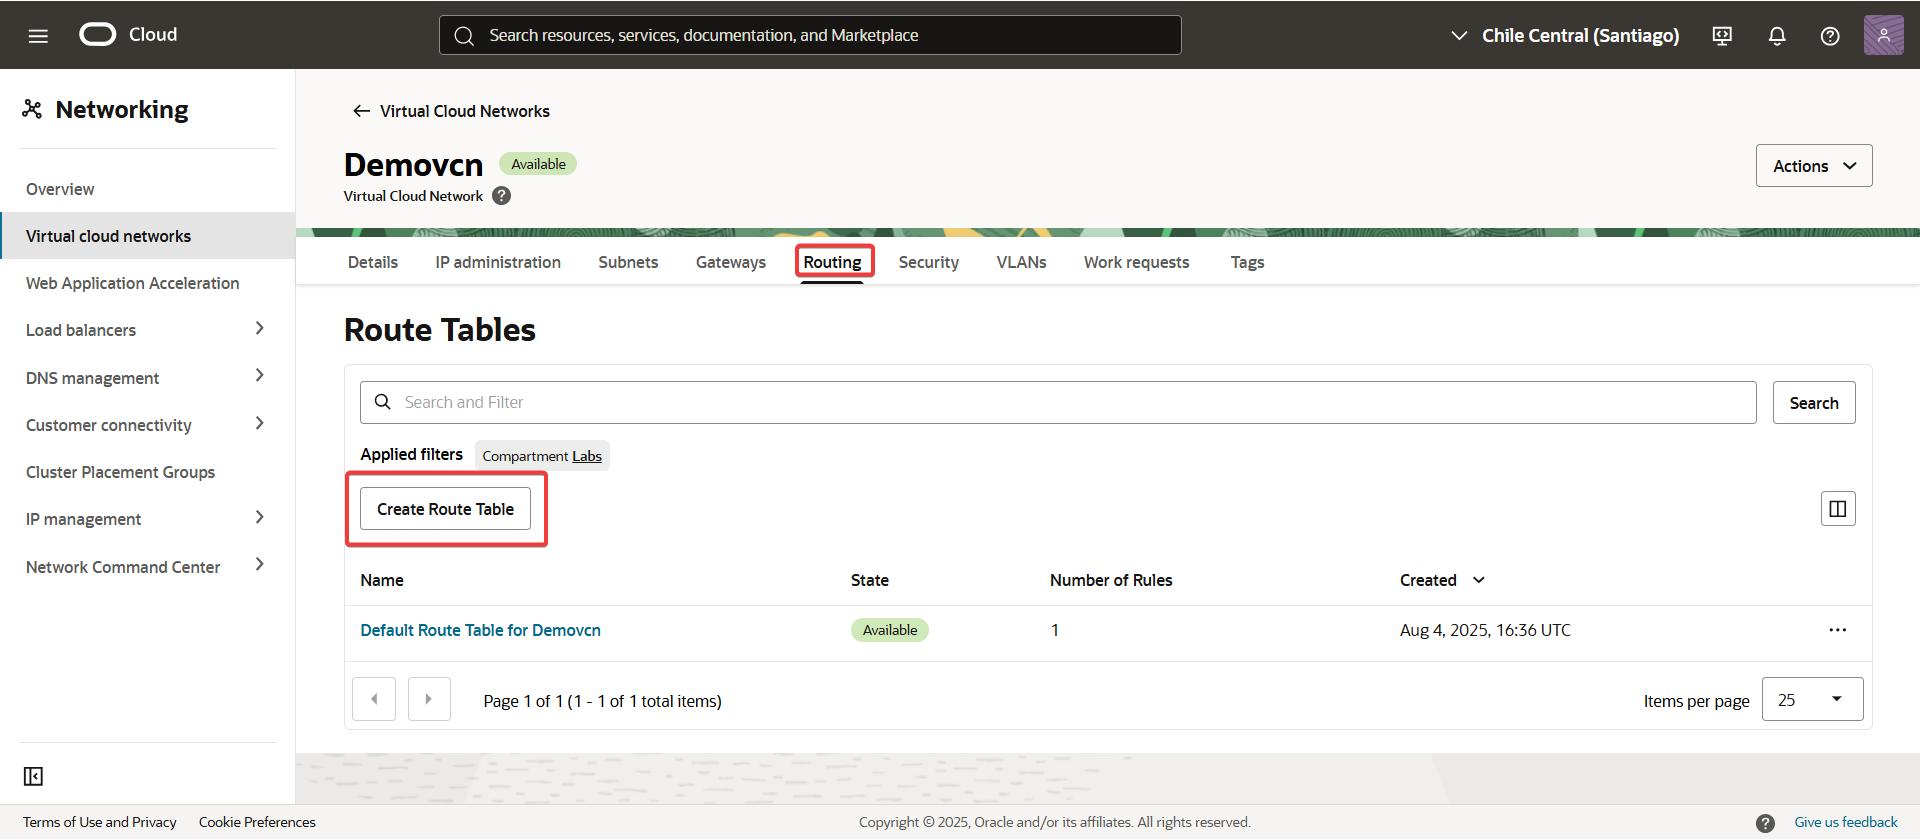 Cloud
Search resources, services, documentation, and Marketplace
Chile Central (Santiago)
Networking
Overview
Virtual cloud networks
Web Application Acceleration
Load balancers
DNS management
Customer connectivity
Cluster Placement Groups
IP management
Network Command Center
Virtual Cloud Networks
Demovcn Available
Virtual Cloud Network ?
Actions
Details IP administration Subnets Gateways Routing Security VLANs Work requests Tags
Route Tables
Search and Filter
Search
Applied filters Compartment Labs
Create Route Table
Name State Number of Rules Created
Default Route Table for Demovcn Available 1 Aug 4, 2025, 16:36 UTC
Page 1 of 1 (1 - 1 of 1 total items)
Items per page 25
Terms of Use and Privacy Cookie Preferences
Copyright © 2025, Oracle and/or its affiliates. All rights reserved.
? Give us feedback